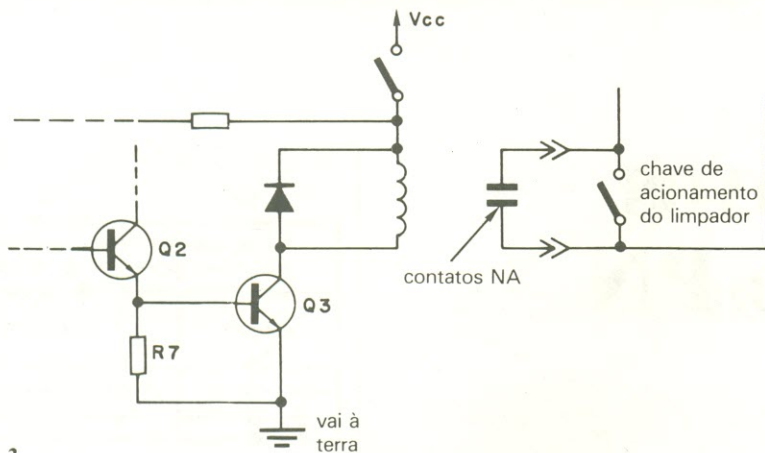 Vcc
chave de
acionamento
do limpador
Q2
contatos NA
Q3
R7
vai à
terra